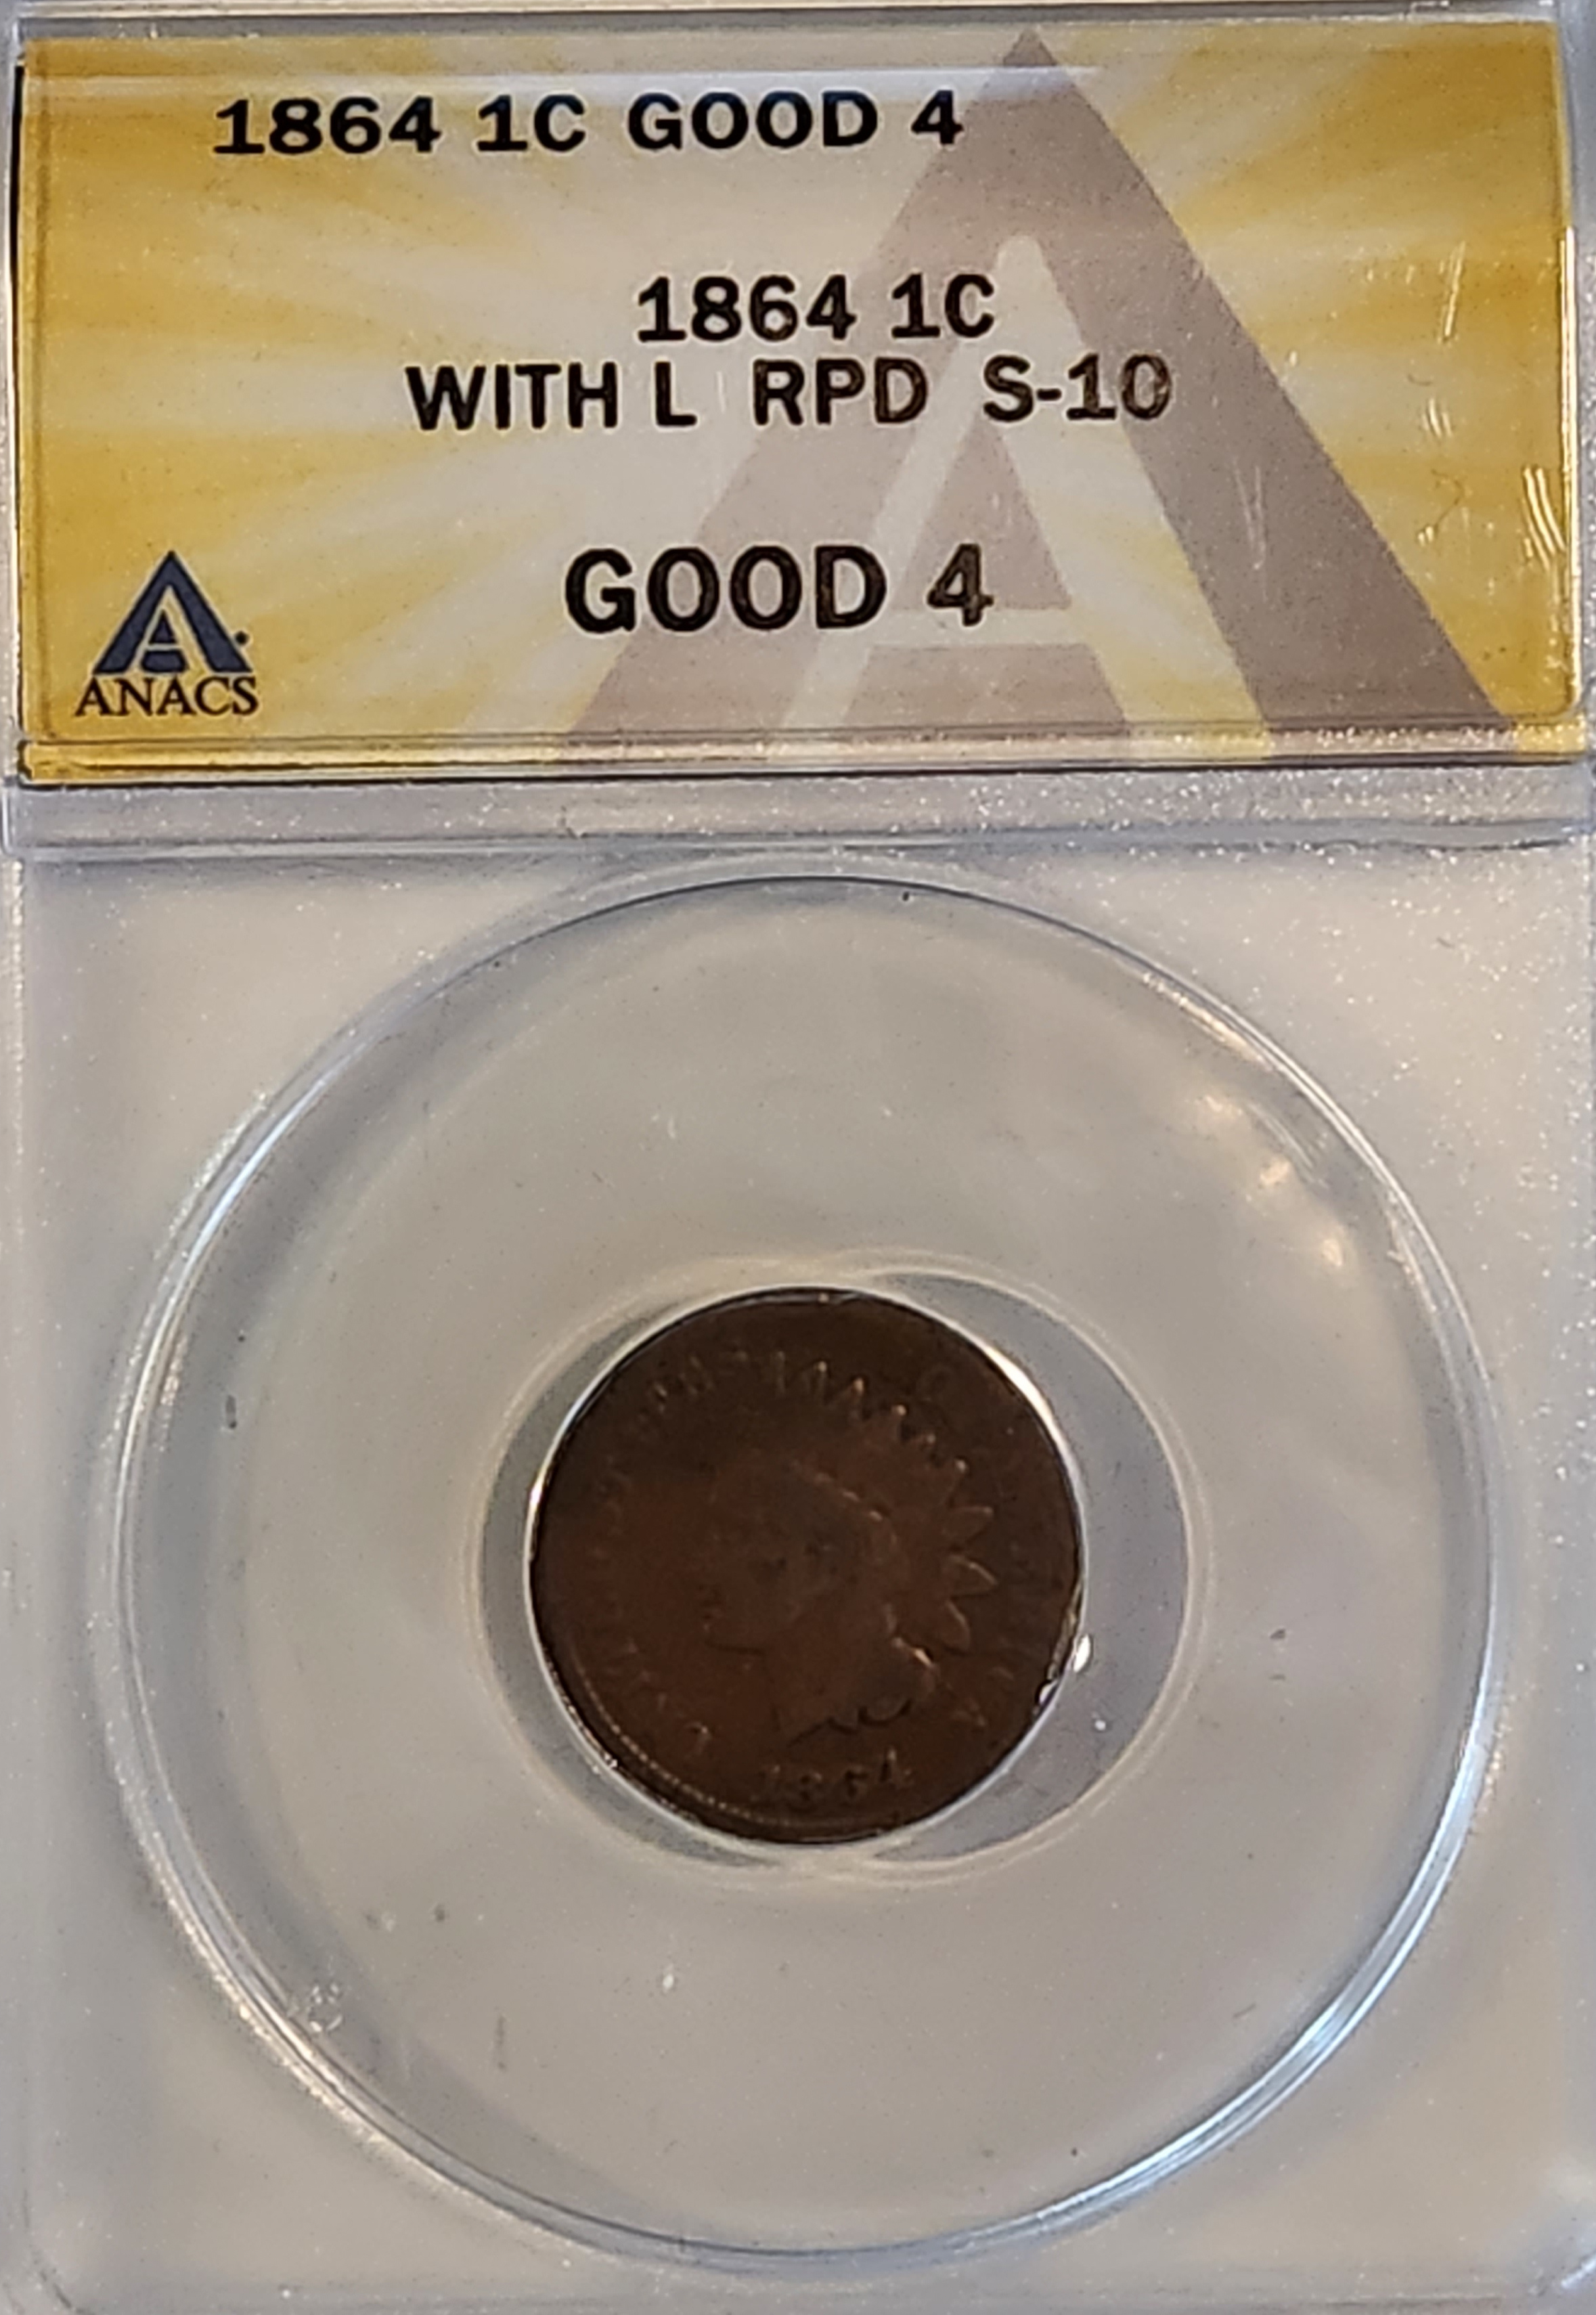 1864 1C GOOD 4
1864 1C
WITH L RPD S-10
GOOD 4
ANACS
1864